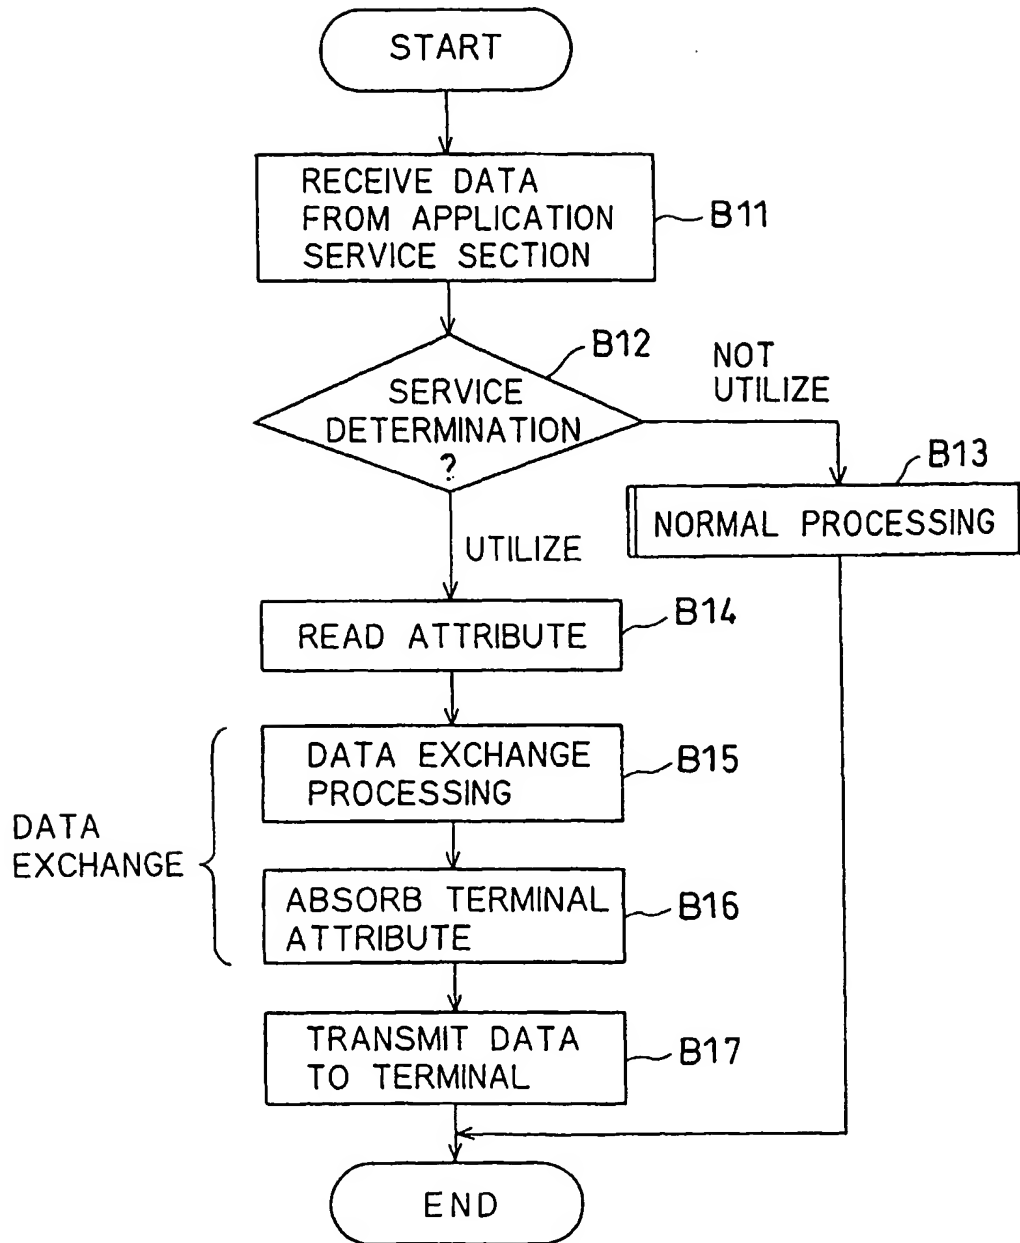 START
RECEIVE DATA
FROM APPLICATION
SERVICE SECTION
B11
B12
SERVICE
DETERMINATION
?
NOT
UTILIZE
B13
NORMAL PROCESSING
UTILIZE
READ ATTRIBUTE
B14
DATA EXCHANGE
PROCESSING
B15
DATA
EXCHANGE
ABSORB TERMINAL
ATTRIBUTE
B16
TRANSMIT DATA
TO TERMINAL
B17
END